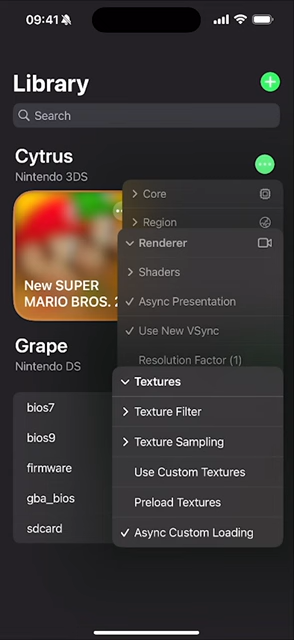 09:41
Library
Search
Cytrus
Nintendo 3DS
New SUPER
MARIO BROS. 2
Core
Region
Renderer
Shaders
Async Presentation
Use New VSync
Resolution Factor (1)
Grape
Nintendo DS
Textures
Texture Filter
Texture Sampling
Use Custom Textures
Preload Textures
Async Custom Loading
bios7
bios9
firmware
gba_bios
sdcard